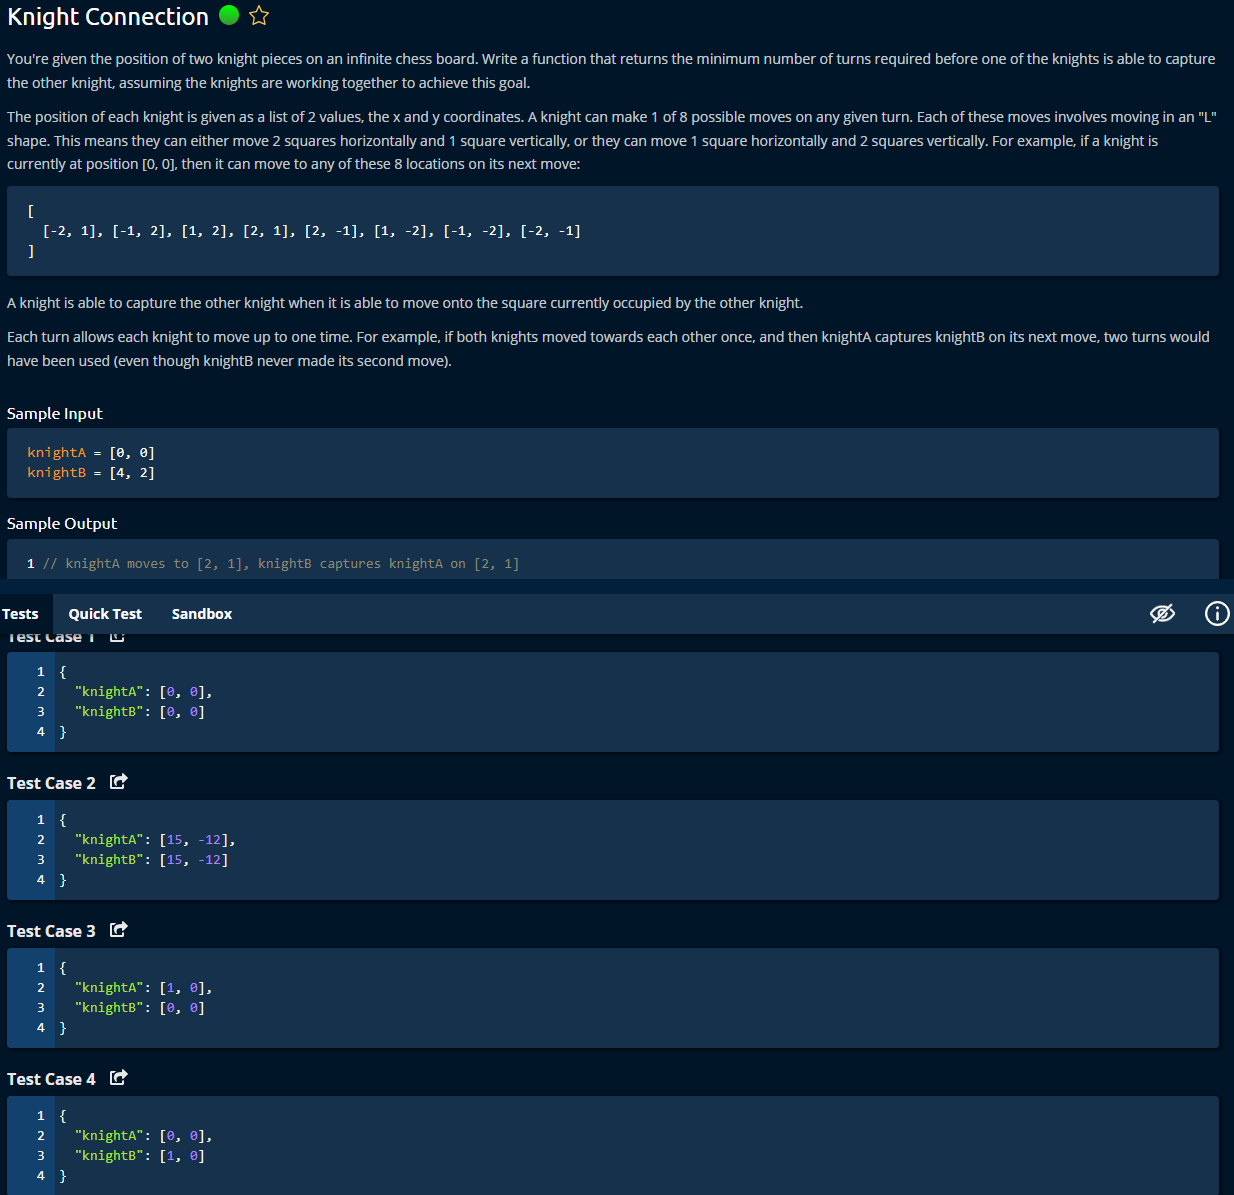 Knight Connection
You're given the position of two knight pieces on an infinite chess board. Write a function that returns the minimum number of turns required before one of the knights is able to capture
the other knight, assuming the knights are working together to achieve this goal.
The position of each knight is given as a list of 2 values, the x and y coordinates. A knight can make 1 of 8 possible moves on any given turn. Each of these moves involves moving in an "L"
shape. This means they can either move 2 squares horizontally and 1 square vertically, or they can move 1 square horizontally and 2 squares vertically. For example, if a knight is
currently at position [0, 0], then it can move to any of these 8 locations on its next move:
[
[-2, 1], [-1, 2], [1, 2], [2, 1], [2, -1], [1, -2], [-1, -2], [-2, -1]
]
A knight is able to capture the other knight when it is able to move onto the square currently occupied by the other knight.
Each turn allows each knight to move up to one time. For example, if both knights moved towards each other once, and then knightA captures knightB on its next move, two turns would
have been used (even though knightB never made its second move).
Sample Input
knightA = [0, 0]
knightB = [4, 2]
Sample Output
1 // knightA moves to [2, 1], knightB captures knightA on [2, 1]
Tests Quick Test Sandbox
Test Case 1
1 {
2 "knightA": [0, 0],
3 "knightB": [0, 0]
4 }
Test Case 2
1 {
2 "knightA": [15, -12],
3 "knightB": [15, -12]
4 }
Test Case 3
1 {
2 "knightA": [1, 0],
3 "knightB": [0, 0]
4 }
Test Case 4
1 {
2 "knightA": [0, 0],
3 "knightB": [1, 0]
4 }